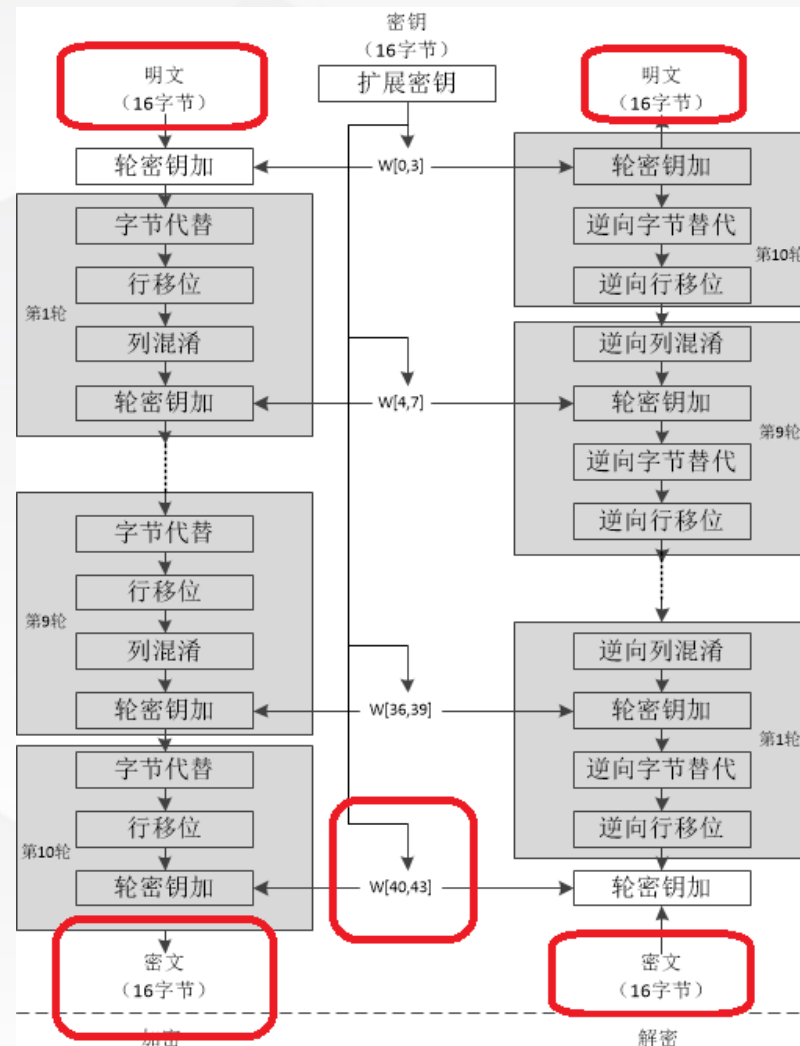 密钥
（16字节）
扩展密钥
明文
（16字节）
轮密钥加
第1轮
字节代替
行移位
列混淆
轮密钥加
第9轮
字节代替
行移位
列混淆
轮密钥加
第10轮
字节代替
行移位
轮密钥加
密文
（16字节）
加密
W[0,3]
W[4,7]
W[36,39]
W[40,43]
明文
（16字节）
轮密钥加
逆向字节替代
逆向行移位
第10轮
逆向列混淆
轮密钥加
逆向字节替代
逆向行移位
第9轮
逆向列混淆
轮密钥加
逆向字节替代
逆向行移位
第1轮
轮密钥加
密文
（16字节）
解密